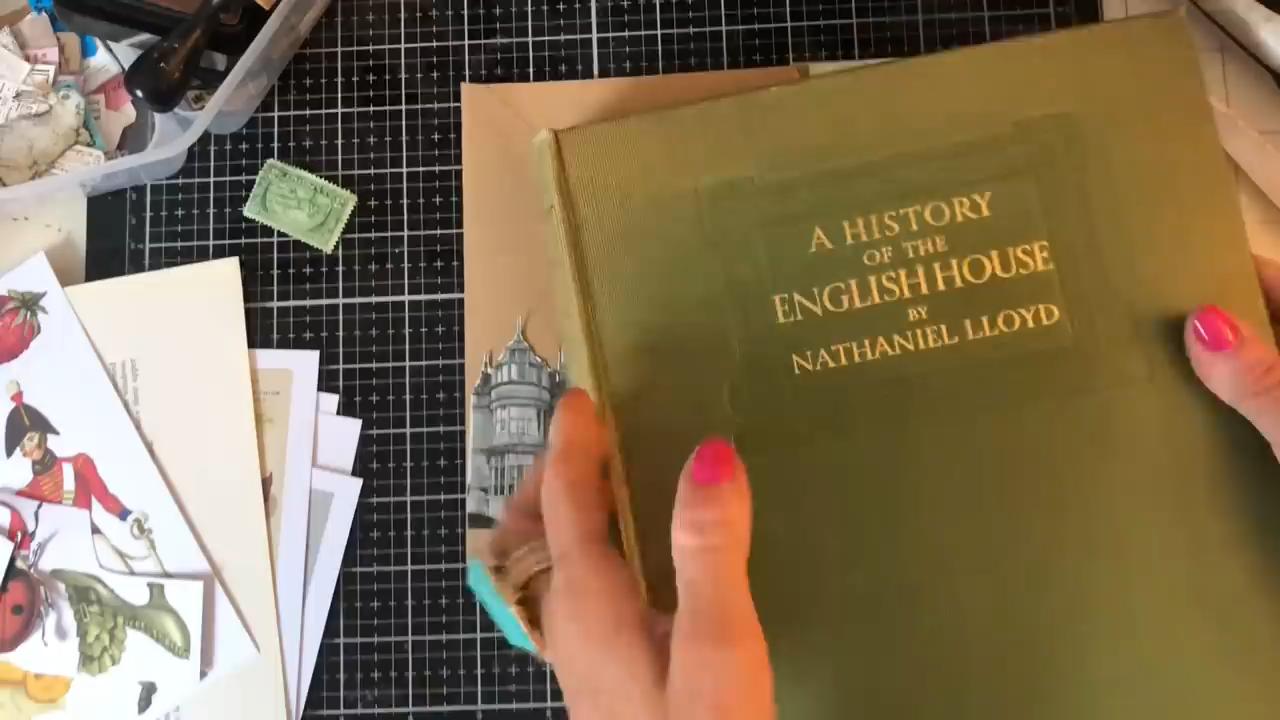 A HISTORY
OF THE
ENGLISH HOUSE
BY
NATHANIEL LLOYD